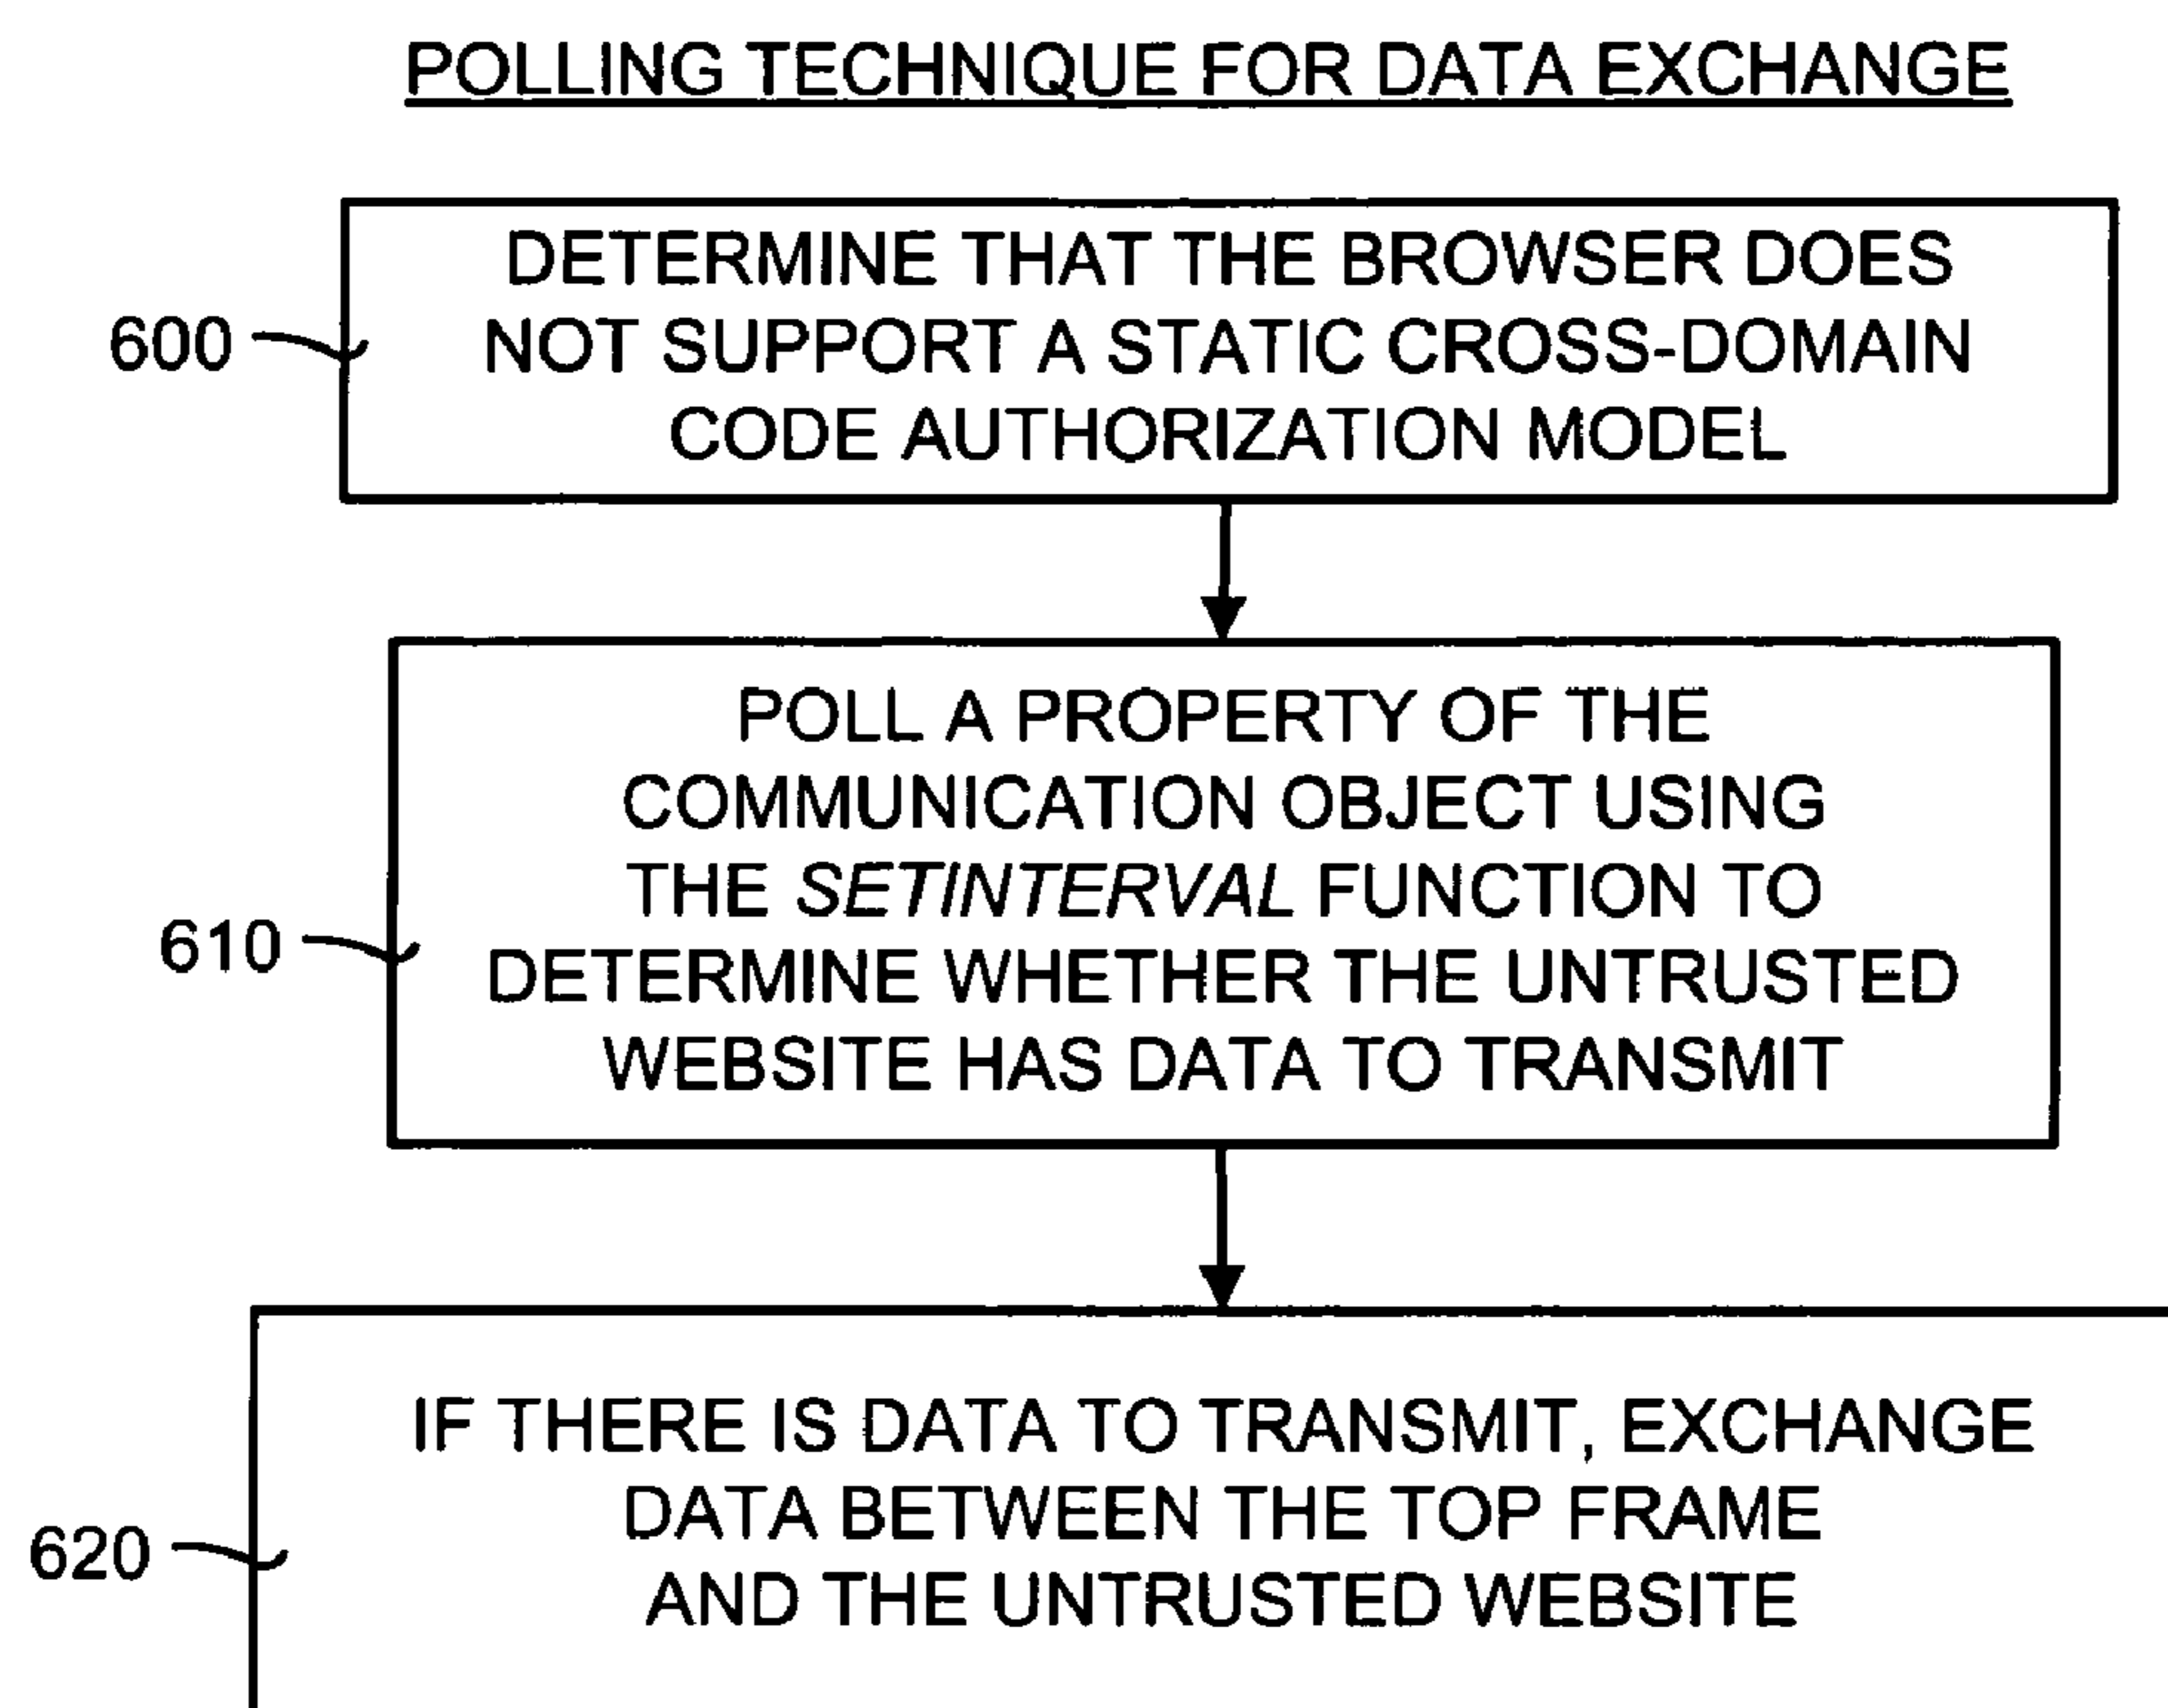 POLLING TECHNIQUE FOR DATA EXCHANGE
600
DETERMINE THAT THE BROWSER DOES
NOT SUPPORT A STATIC CROSS-DOMAIN
CODE AUTHORIZATION MODEL
610
POLL A PROPERTY OF THE
COMMUNICATION OBJECT USING
THE SETINTERVAL FUNCTION TO
DETERMINE WHETHER THE UNTRUSTED
WEBSITE HAS DATA TO TRANSMIT
620
IF THERE IS DATA TO TRANSMIT, EXCHANGE
DATA BETWEEN THE TOP FRAME
AND THE UNTRUSTED WEBSITE